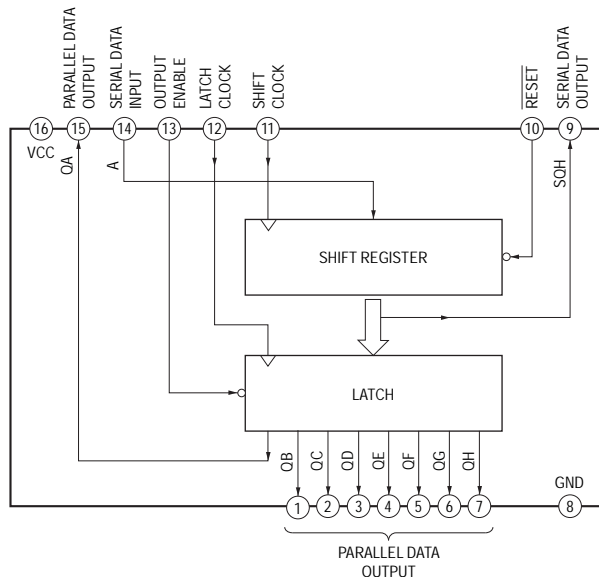 PARALLEL DATA
OUTPUT
SERIAL DATA
INPUT
OUTPUT
ENABLE
LATCH
CLOCK
SHIFT
CLOCK
RESET
SERIAL DATA
OUTPUT
16
15
14
13
12
11
10
9
VCC
QA
A
SQH
SHIFT REGISTER
LATCH
QB
QC
QD
QE
QF
QG
QH
GND
1
2
3
4
5
6
7
8
PARALLEL DATA
OUTPUT